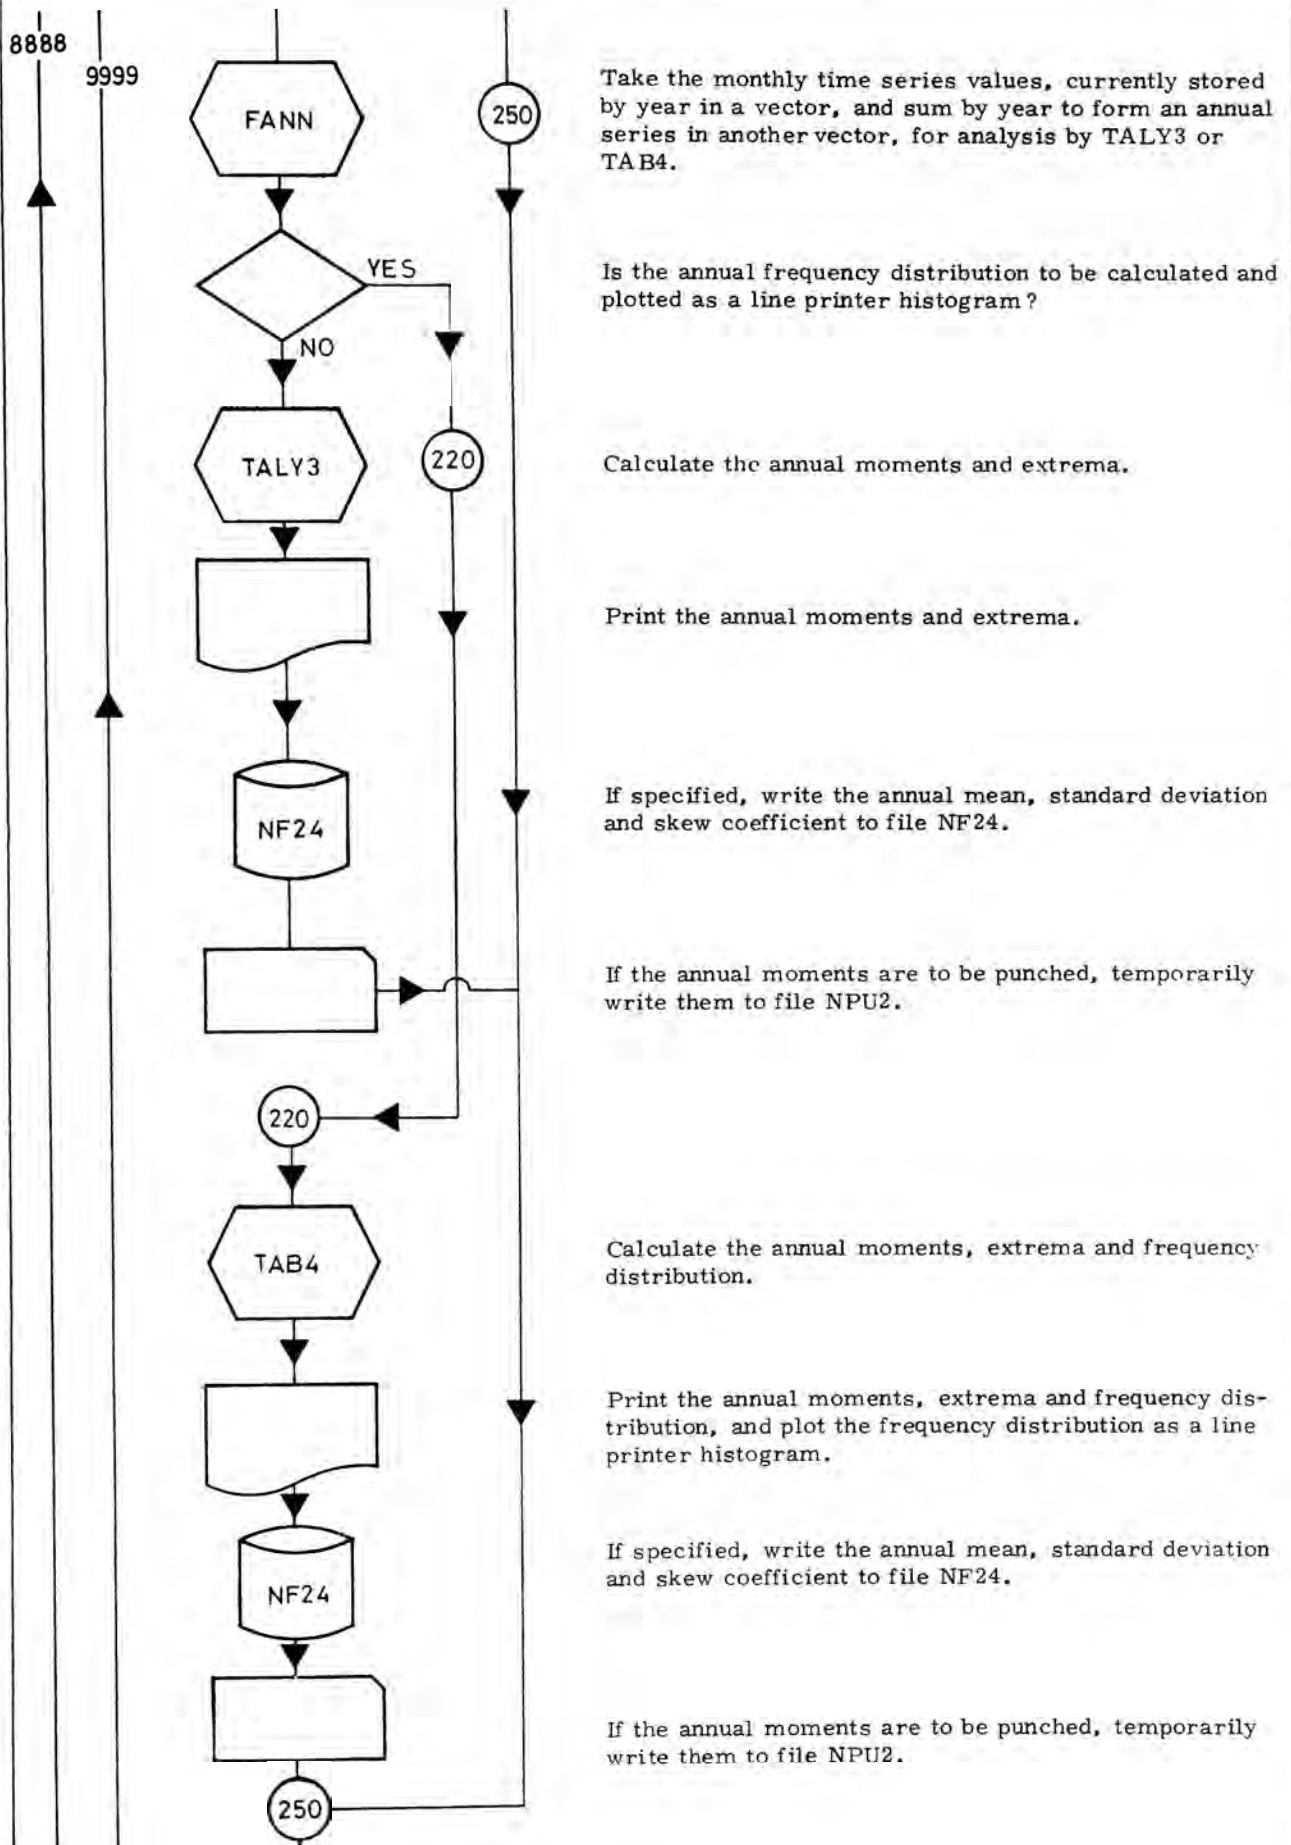 8888
9999
FANN
250
Take the monthly time series values, currently stored
by year in a vector, and sum by year to form an annual
series in another vector, for analysis by TALY3 or
TAB4.
YES
Is the annual frequency distribution to be calculated and
plotted as a line printer histogram?
NO
TALY3
220
Calculate the annual moments and extrema.
Print the annual moments and extrema.
NF24
If specified, write the annual mean, standard deviation
and skew coefficient to file NF24.
If the annual moments are to be punched, temporarily
write them to file NPU2.
220
TAB4
Calculate the annual moments, extrema and frequency
distribution.
Print the annual moments, extrema and frequency dis-
tribution, and plot the frequency distribution as a line
printer histogram.
NF24
If specified, write the annual mean, standard deviation
and skew coefficient to file NF24.
If the annual moments are to be punched, temporarily
write them to file NPU2.
250